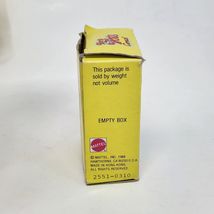 This package is
sold by weight
not volume
EMPTY BOX
MATTEL
© MATTEL, INC. 1986
HAWTHORNE, CA 90250 U.S.A.
MADE IN HONG KONG
ALL RIGHTS RESERVED
2551-0310